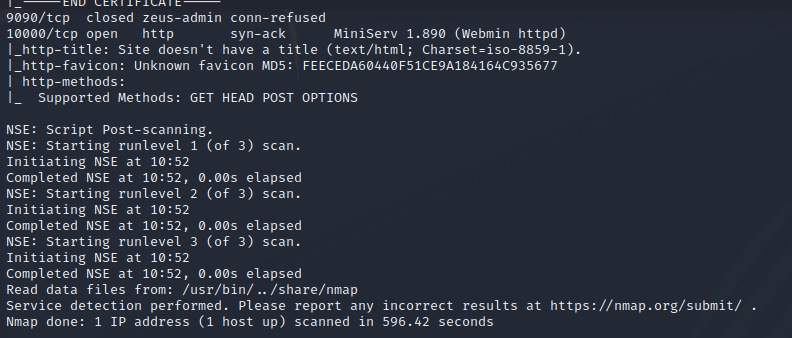 |_-----END CERTIFICATE-----
9090/tcp  closed zeus-admin conn-refused
10000/tcp open   http       syn-ack      MiniServ 1.890 (Webmin httpd)
|_http-title: Site doesn't have a title (text/html; Charset=iso-8859-1).
|_http-favicon: Unknown favicon MD5: FEECEDA60440F51CE9A184164C935677
| http-methods:
|_  Supported Methods: GET HEAD POST OPTIONS
NSE: Script Post-scanning.
NSE: Starting runlevel 1 (of 3) scan.
Initiating NSE at 10:52
Completed NSE at 10:52, 0.00s elapsed
NSE: Starting runlevel 2 (of 3) scan.
Initiating NSE at 10:52
Completed NSE at 10:52, 0.00s elapsed
NSE: Starting runlevel 3 (of 3) scan.
Initiating NSE at 10:52
Completed NSE at 10:52, 0.00s elapsed
Read data files from: /usr/bin/../share/nmap
Service detection performed. Please report any incorrect results at https://nmap.org/submit/ .
Nmap done: 1 IP address (1 host up) scanned in 596.42 seconds